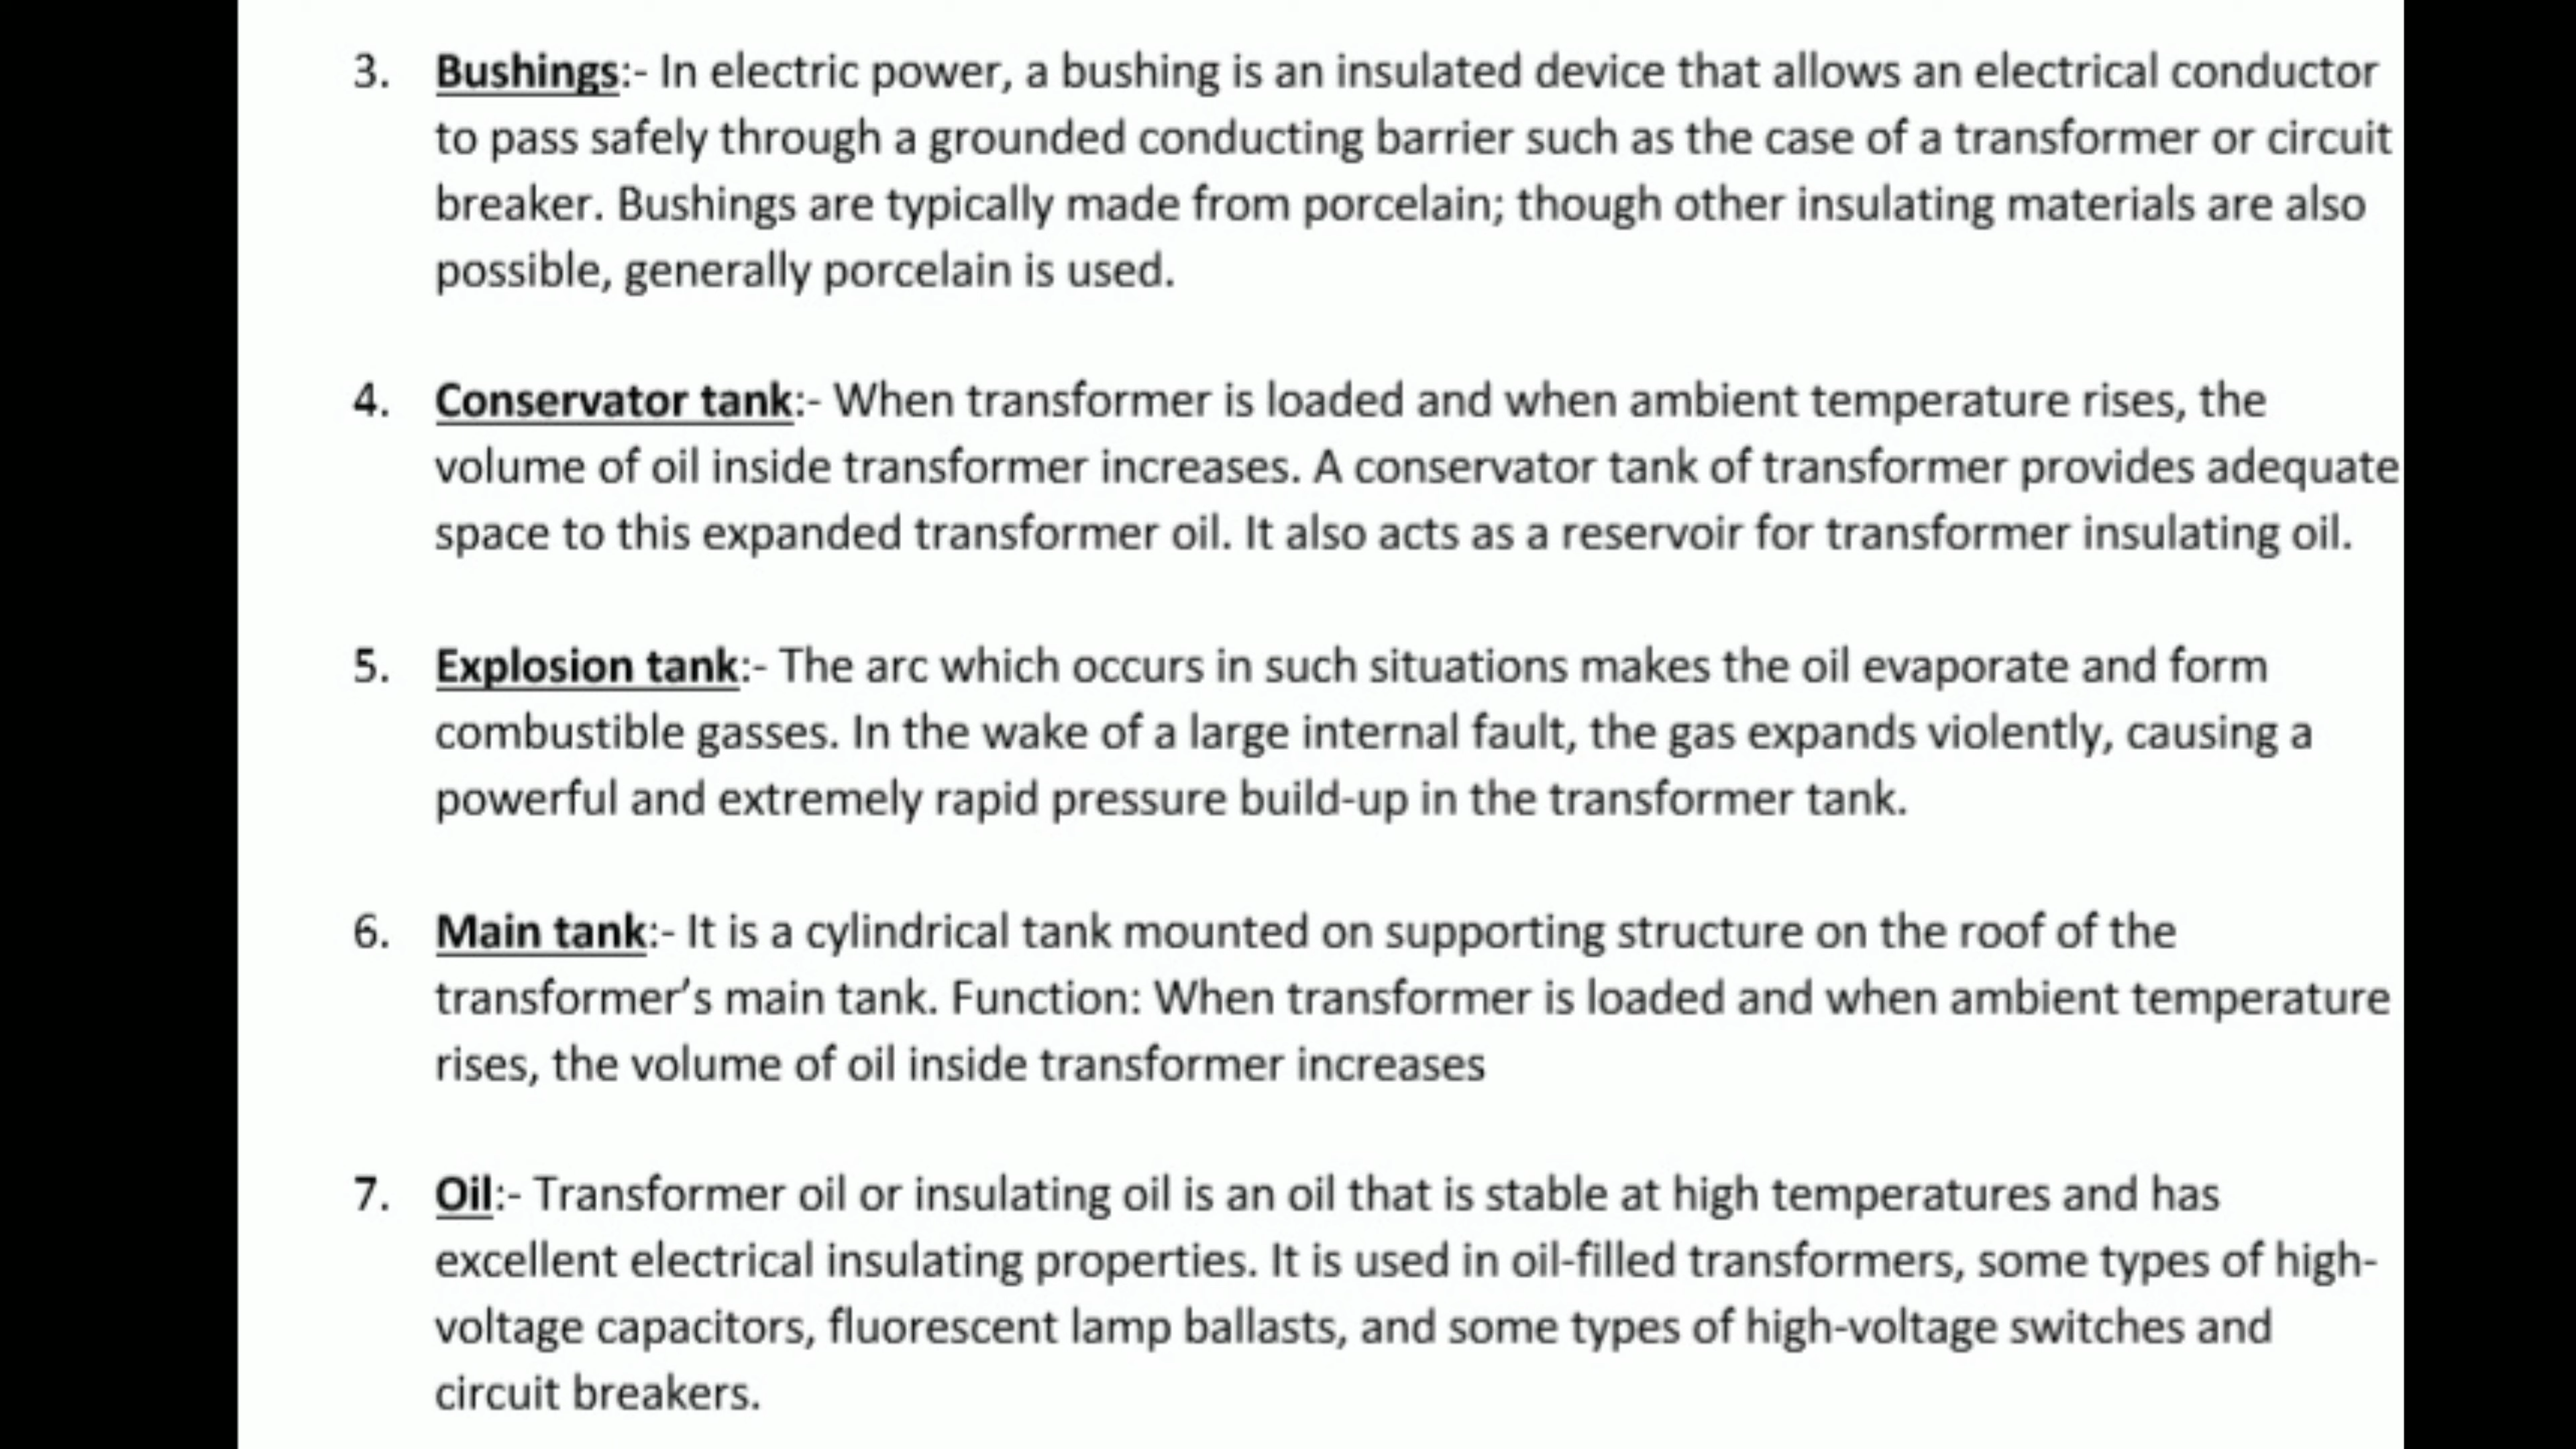 3. Bushings:- In electric power, a bushing is an insulated device that allows an electrical conductor
to pass safely through a grounded conducting barrier such as the case of a transformer or circuit
breaker. Bushings are typically made from porcelain; though other insulating materials are also
possible, generally porcelain is used.
4. Conservator tank:- When transformer is loaded and when ambient temperature rises, the
volume of oil inside transformer increases. A conservator tank of transformer provides adequate
space to this expanded transformer oil. It also acts as a reservoir for transformer insulating oil.
5. Explosion tank:- The arc which occurs in such situations makes the oil evaporate and form
combustible gasses. In the wake of a large internal fault, the gas expands violently, causing a
powerful and extremely rapid pressure build-up in the transformer tank.
6. Main tank:- It is a cylindrical tank mounted on supporting structure on the roof of the
transformer’s main tank. Function: When transformer is loaded and when ambient temperature
rises, the volume of oil inside transformer increases
7. Oil:- Transformer oil or insulating oil is an oil that is stable at high temperatures and has
excellent electrical insulating properties. It is used in oil-filled transformers, some types of high-
voltage capacitors, fluorescent lamp ballasts, and some types of high-voltage switches and
circuit breakers.